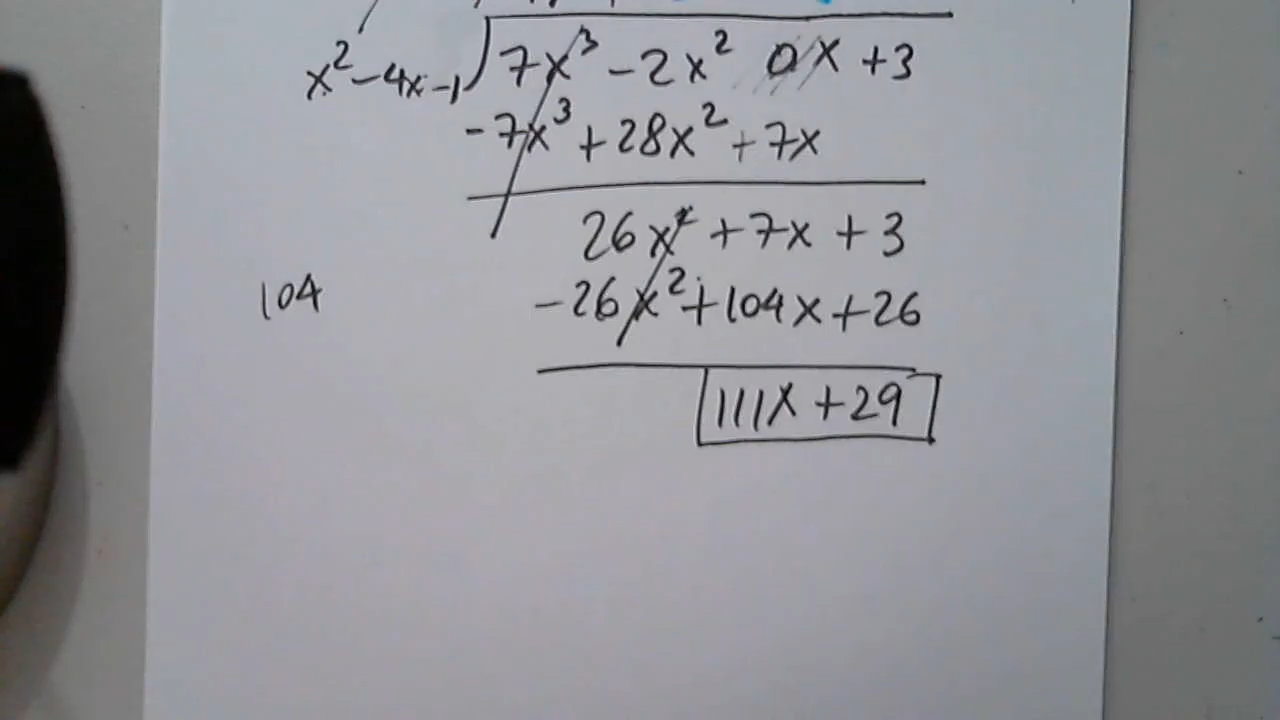 x² - 4x - 1 ) 7x³ - 2x² 0x + 3
- 7x³ + 28x² + 7x
26x² + 7x + 3
104
- 26x² + 104x + 26
111x + 29